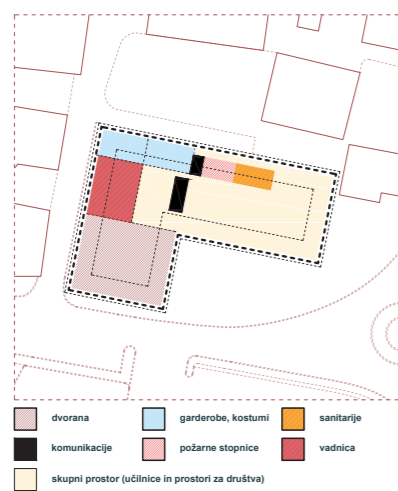 dvorana
garderobe, kostumi
sanitarije
komunikacije
požarne stopnice
vadnica
skupni prostor (učilnice in prostori za društva)